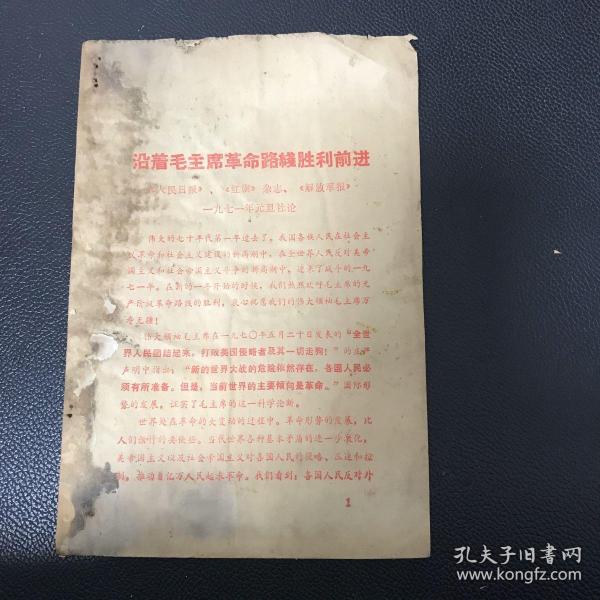 沿着毛主席革命路綫胜利前进
《人民日报》、《红旗》杂志、《解放军报》
一九七一年元旦社论
伟大的七十年代第一年过去了。我国各族人民在社会主
义革命和社会主义建设的新高潮中，在全世界人民反对美帝
国主义和社会帝国主义斗争的新高潮中，迎来了战斗的一九
七一年。在新的一年开始的时候，我们热烈欢呼毛主席的无
产阶级革命路线的胜利，衷心祝愿我们的伟大领袖毛主席万
寿无疆！
伟大领袖毛主席在一九七〇年五月二十日发表的“全世
界人民团结起来，打败美国侵略者及其一切走狗！”的庄严
声明中指出：“新的世界大战的危险依然存在，各国人民必
须有所准备。但是，当前世界的主要倾向是革命。”国际形
势的发展，证实了毛主席的这一科学论断。
世界处在革命的大变动的过程中。革命形势的发展，比
人们预计的要快些。当代世界各种基本矛盾的进一步激化，
美帝国主义以及社会帝国主义对各国人民的侵略、压迫和控
制，推动着亿万人民起来革命。我们看到：各国人民反对外
1
孔夫子旧书网
www.kongfz.com